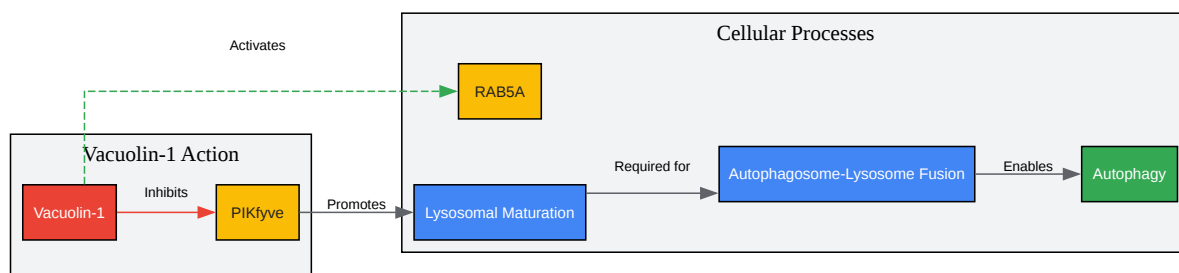 Cellular Processes
Activates
RAB5A
Vacuolin-1 Action
Vacuolin-1
Inhibits
PIKfyve
Promotes
Lysosomal Maturation
Required for
Autophagosome-Lysosome Fusion
Enables
Autophagy